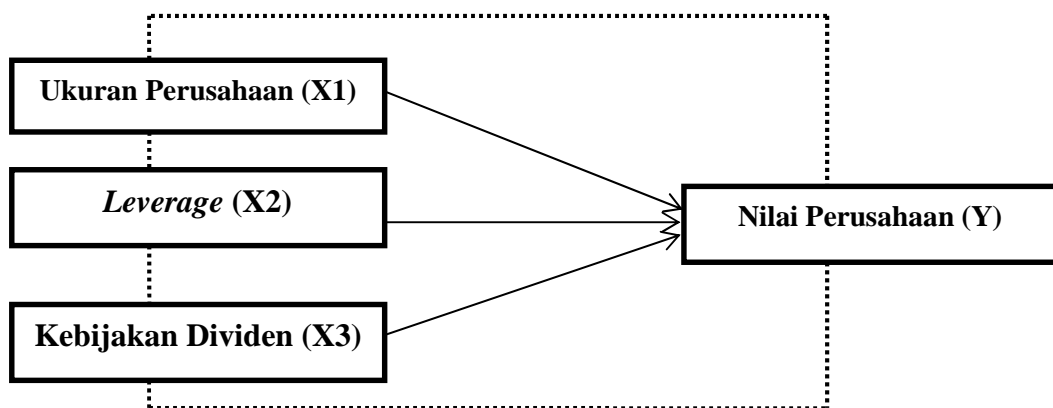 Ukuran Perusahaan (X1)
Leverage (X2)
Nilai Perusahaan (Y)
Kebijakan Dividen (X3)